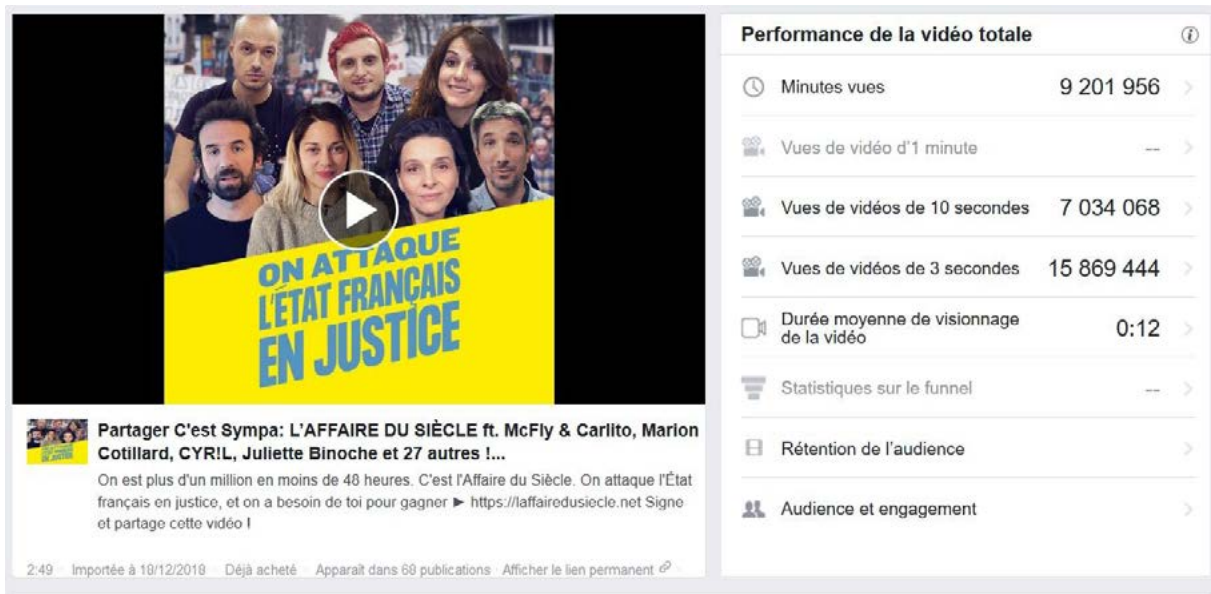 ON ATTAQUE
L'ÉTAT FRANÇAIS
EN JUSTICE
Partager C'est Sympa: L'AFFAIRE DU SIÈCLE ft. McFly & Carlito, Marion
Cotillard, CYR!L, Juliette Binoche et 27 autres !...
On est plus d'un million en moins de 48 heures. C'est l'Affaire du Siècle. On attaque l'État
français en justice, et on a besoin de toi pour gagner ► https://laffairedusiecle.net Signe
et partage cette vidéo !
2:49 Importée à 18/12/2018 Déjà acheté Apparaît dans 68 publications Afficher le lien permanent
Performance de la vidéo totale
Minutes vues 9 201 956
Vues de vidéo d'1 minute --
Vues de vidéos de 10 secondes 7 034 068
Vues de vidéos de 3 secondes 15 869 444
Durée moyenne de visionnage
de la vidéo 0:12
Statistiques sur le funnel --
Rétention de l'audience
Audience et engagement